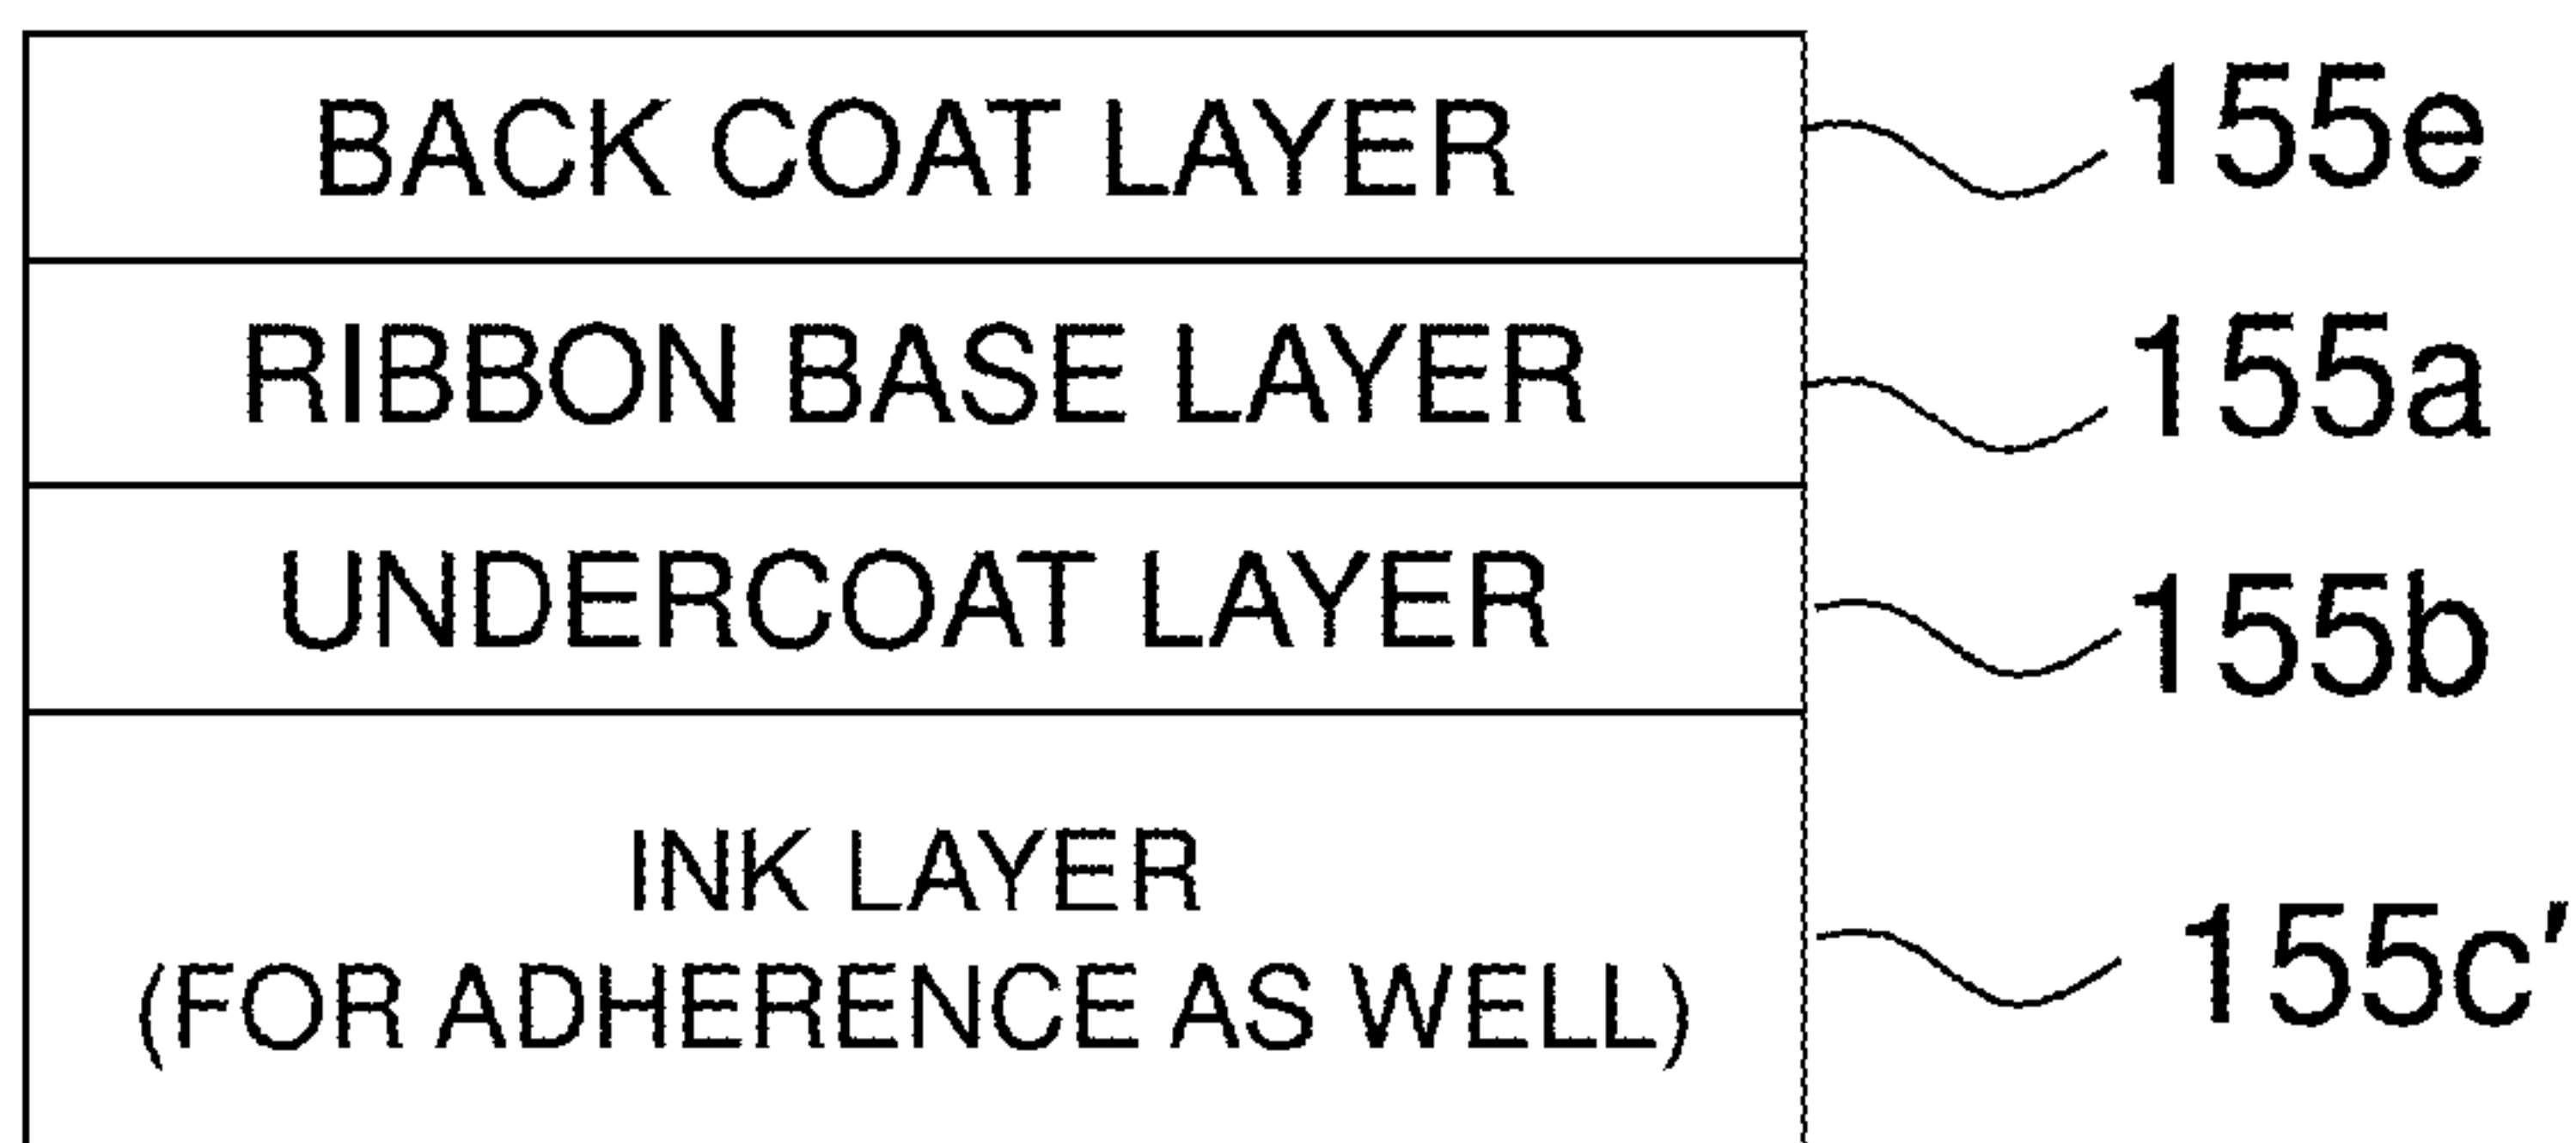 BACK COAT LAYER 155e
RIBBON BASE LAYER 155a
UNDERCOAT LAYER 155b
INK LAYER
(FOR ADHERENCE AS WELL) 155c'